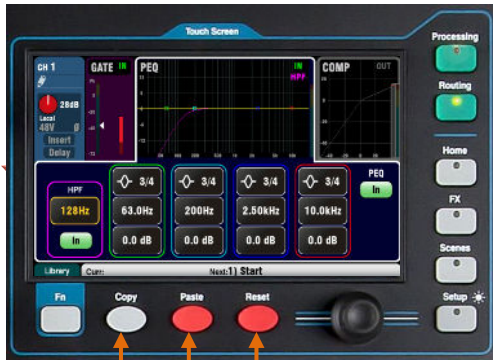 Touch Screen
Processing
CH 1
GATE IN
PEQ
IN
HPF
COMP
OUT
28dB
Local
48V Ø
Insert
Delay
Routing
Home
HPF
128Hz
In
3/4
63.0Hz
0.0 dB
3/4
200Hz
0.0 dB
3/4
2.50kHz
0.0 dB
3/4
10.0kHz
0.0 dB
PEQ
In
FX
Scenes
Library
Curr:
Next:1) Start
Fn
Copy
Paste
Reset
Setup